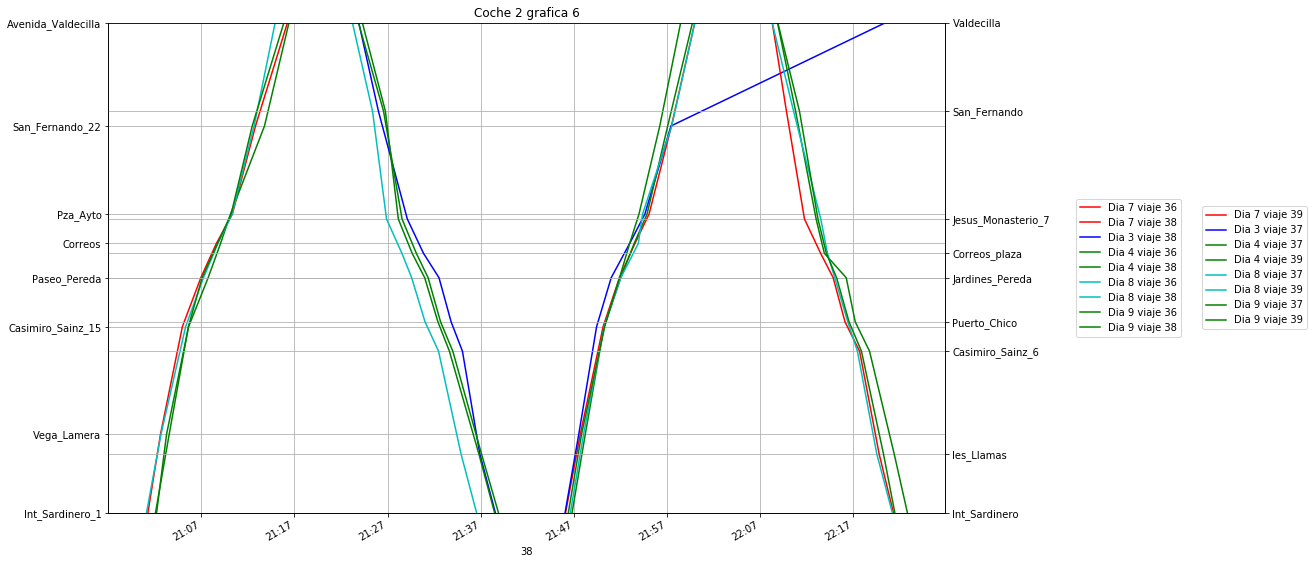 Coche 2 grafica 6
Avenida_Valdecilla
San_Fernando_22
Pza_Ayto
Correos
Paseo_Pereda
Casimiro_Sainz_15
Vega_Lamera
Int_Sardinero_1
Valdecilla
San_Fernando
Jesus_Monasterio_7
Correos_plaza
Jardines_Pereda
Puerto_Chico
Casimiro_Sainz_6
Ies_Llamas
Int_Sardinero
21:07
21:17
21:27
21:37
21:47
21:57
22:07
22:17
38
Dia 7 viaje 36
Dia 7 viaje 38
Dia 3 viaje 38
Dia 4 viaje 36
Dia 4 viaje 38
Dia 8 viaje 36
Dia 8 viaje 38
Dia 9 viaje 36
Dia 9 viaje 38
Dia 7 viaje 39
Dia 3 viaje 37
Dia 4 viaje 37
Dia 4 viaje 39
Dia 8 viaje 37
Dia 8 viaje 39
Dia 9 viaje 37
Dia 9 viaje 39